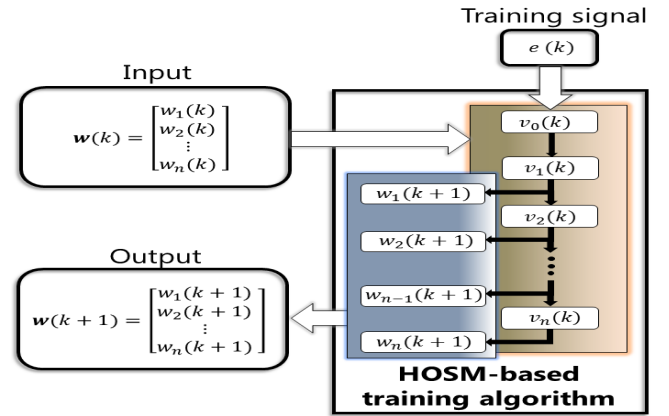 Training signal
e (k)
Input
w(k) =
w₁(k)
w₂(k)
⋮
wₙ(k)
v₀(k)
v₁(k)
w₁(k + 1)
v₂(k)
w₂(k + 1)
⋮
wₙ₋₁(k + 1)
vₙ(k)
wₙ(k + 1)
Output
w(k + 1) =
w₁(k + 1)
w₂(k + 1)
⋮
wₙ(k + 1)
HOSM-based
training algorithm